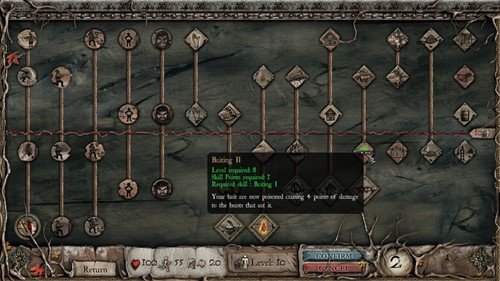 Baiting II
Level required: 8
Skill Points required: 2
Required skill : Baiting I
Your bait are now poisoned causing 4 points of damage
to the beasts that eat it.
Return
100
55
20
Level: 10
CONFIRM
CANCEL
2